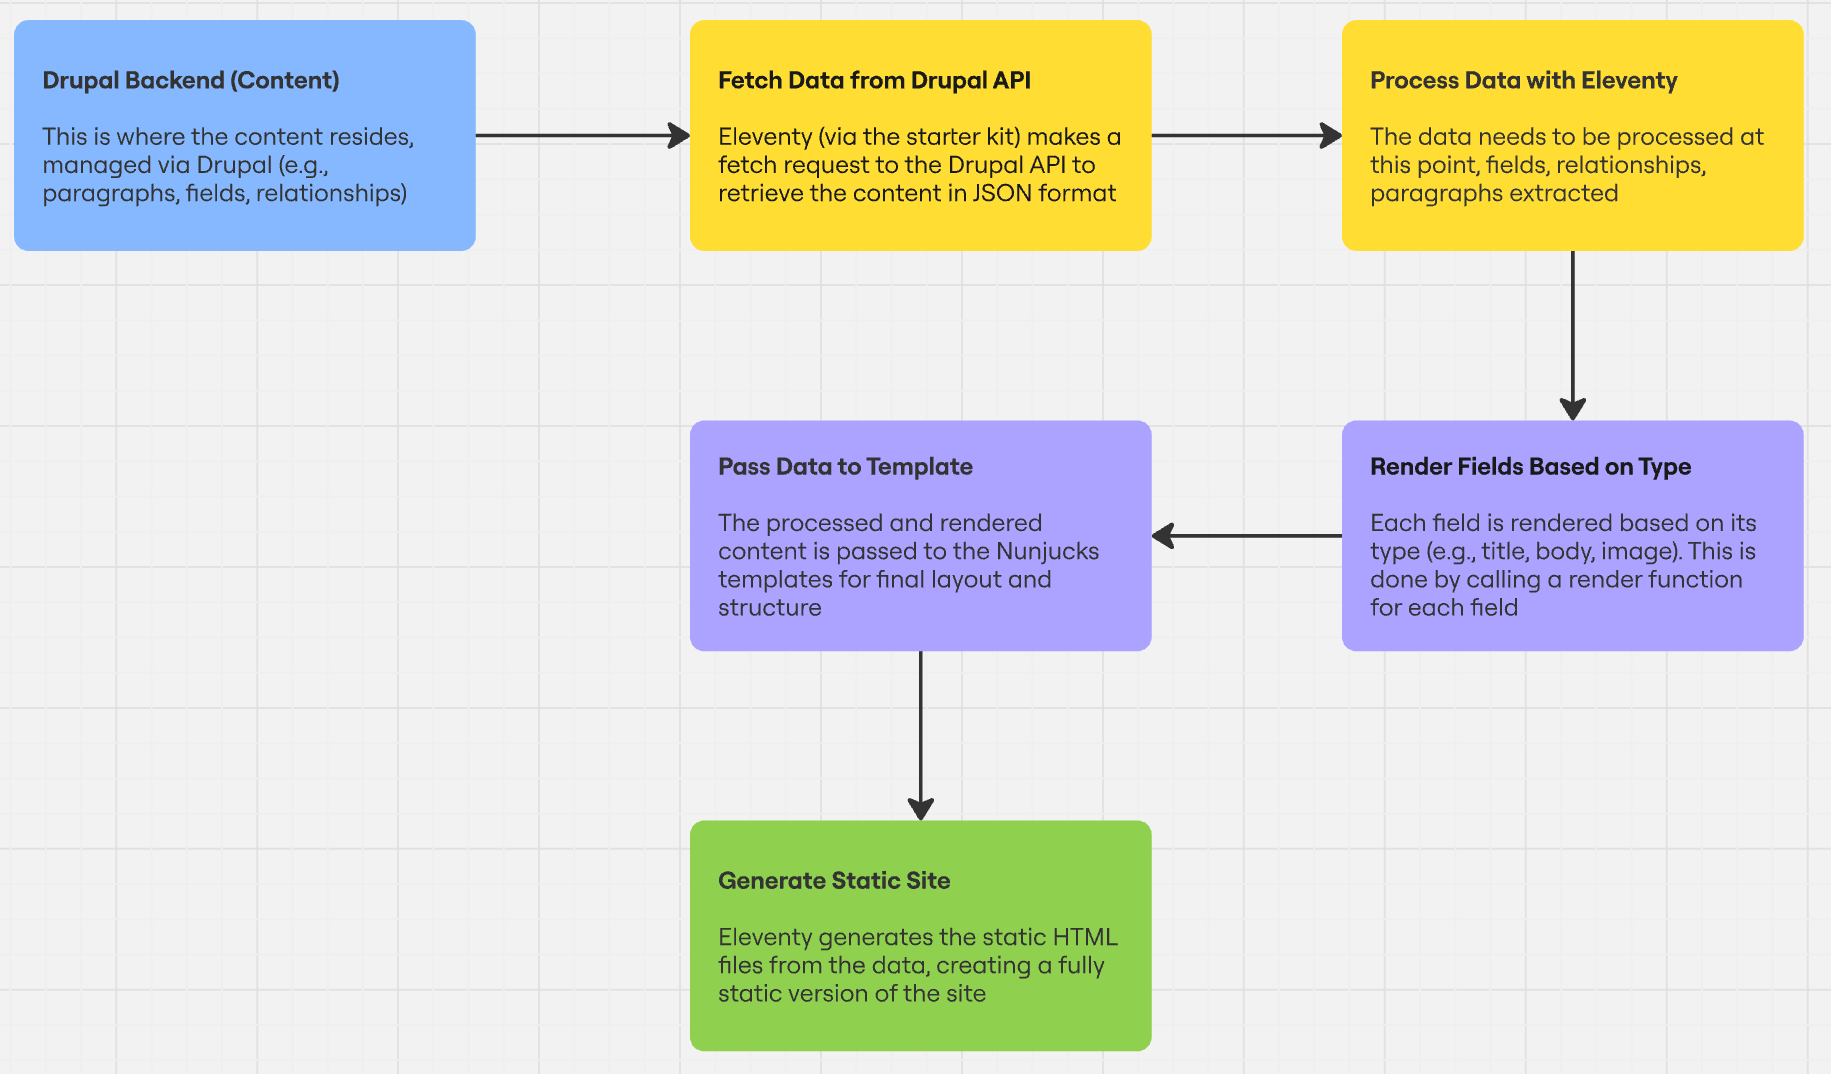 Drupal Backend (Content)
This is where the content resides,
managed via Drupal (e.g.,
paragraphs, fields, relationships)
Fetch Data from Drupal API
Eleventy (via the starter kit) makes a
fetch request to the Drupal API to
retrieve the content in JSON format
Process Data with Eleventy
The data needs to be processed at
this point, fields, relationships,
paragraphs extracted
Render Fields Based on Type
Each field is rendered based on its
type (e.g., title, body, image). This is
done by calling a render function
for each field
Pass Data to Template
The processed and rendered
content is passed to the Nunjucks
templates for final layout and
structure
Generate Static Site
Eleventy generates the static HTML
files from the data, creating a fully
static version of the site